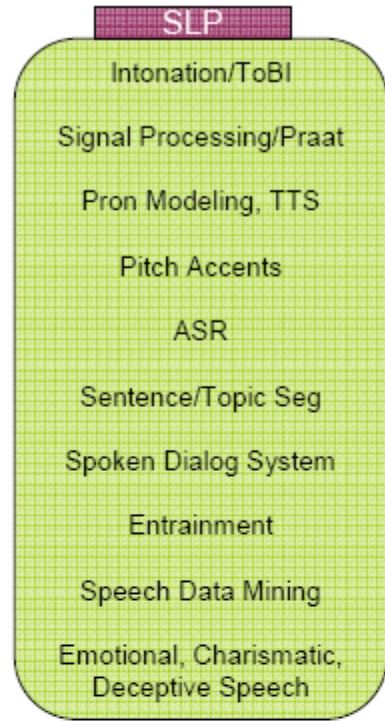 SLP
Intonation/ToBI
Signal Processing/Praat
Pron Modeling, TTS
Pitch Accents
ASR
Sentence/Topic Seg
Spoken Dialog System
Entrainment
Speech Data Mining
Emotional, Charismatic,
Deceptive Speech